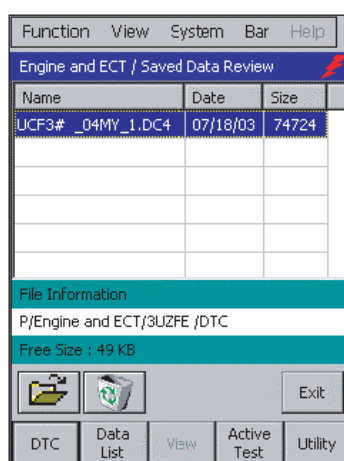 Function View System Bar Help
Engine and ECT / Saved Data Review
Name Date Size
UCF3# _04MY_1.DC4 07/18/03 74724
File Information
P/Engine and ECT/3UZFE /DTC
Free Size : 49 KB
Exit
DTC Data List View Active Test Utility